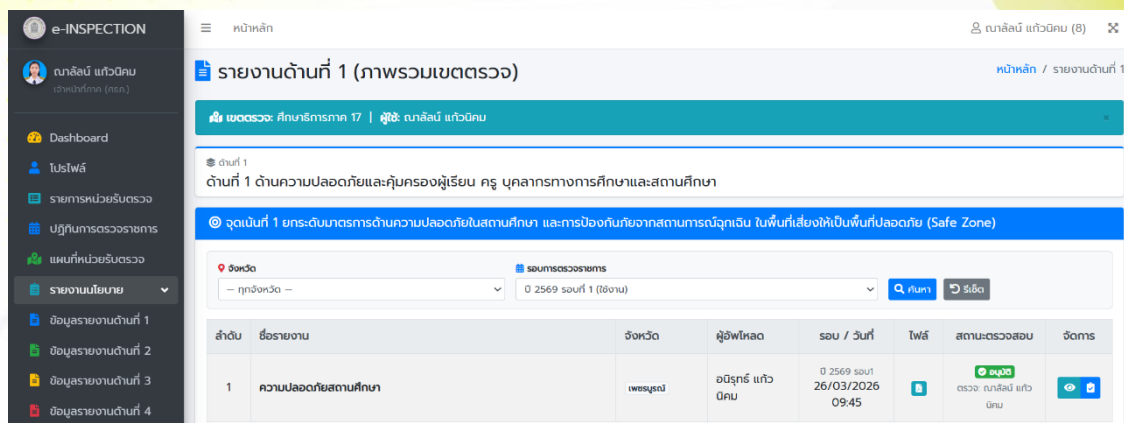 e-INSPECTION
หน้าหลัก
ณาลัลน์ แก้วนิคม (8)
ณาลัลน์ แก้วนิคม
เจ้าหน้าที่ภาค (ศธภ.)
รายงานด้านที่ 1 (ภาพรวมเขตตรวจ)
หน้าหลัก / รายงานด้านที่ 1
เขตตรวจ: ศึกษาธิการภาค 17 | ผู้ใช้: ณาลัลน์ แก้วนิคม ×
Dashboard
โปรไฟล์
รายการหน่วยรับตรวจ
ปฏิทินการตรวจราชการ
แผนที่หน่วยรับตรวจ
รายงานนโยบาย
ข้อมูลรายงานด้านที่ 1
ข้อมูลรายงานด้านที่ 2
ข้อมูลรายงานด้านที่ 3
ข้อมูลรายงานด้านที่ 4
ด้านที่ 1
ด้านที่ 1 ด้านความปลอดภัยและคุ้มครองผู้เรียน ครู บุคลากรทางการศึกษาและสถานศึกษา
จุดเน้นที่ 1 ยกระดับมาตรการด้านความปลอดภัยในสถานศึกษา และการป้องกันภัยจากสถานการณ์ฉุกเฉิน ในพื้นที่เสี่ยงให้เป็นพื้นที่ปลอดภัย (Safe Zone)
จังหวัด รอบการตรวจราชการ
— ทุกจังหวัด — ปี 2569 รอบที่ 1 (ใช้งาน) ค้นหา รีเซ็ต
ลำดับ ชื่อรายงาน จังหวัด ผู้อัพโหลด รอบ / วันที่ ไฟล์ สถานะตรวจสอบ จัดการ
1 ความปลอดภัยสถานศึกษา เพชรบูรณ์
อนิรุทธ์ แก้ว
นิคม
ปี 2569 รอบ1
26/03/2026
09:45
อนุมัติ
ตรวจ: ณาลัลน์ แก้ว
นิคม